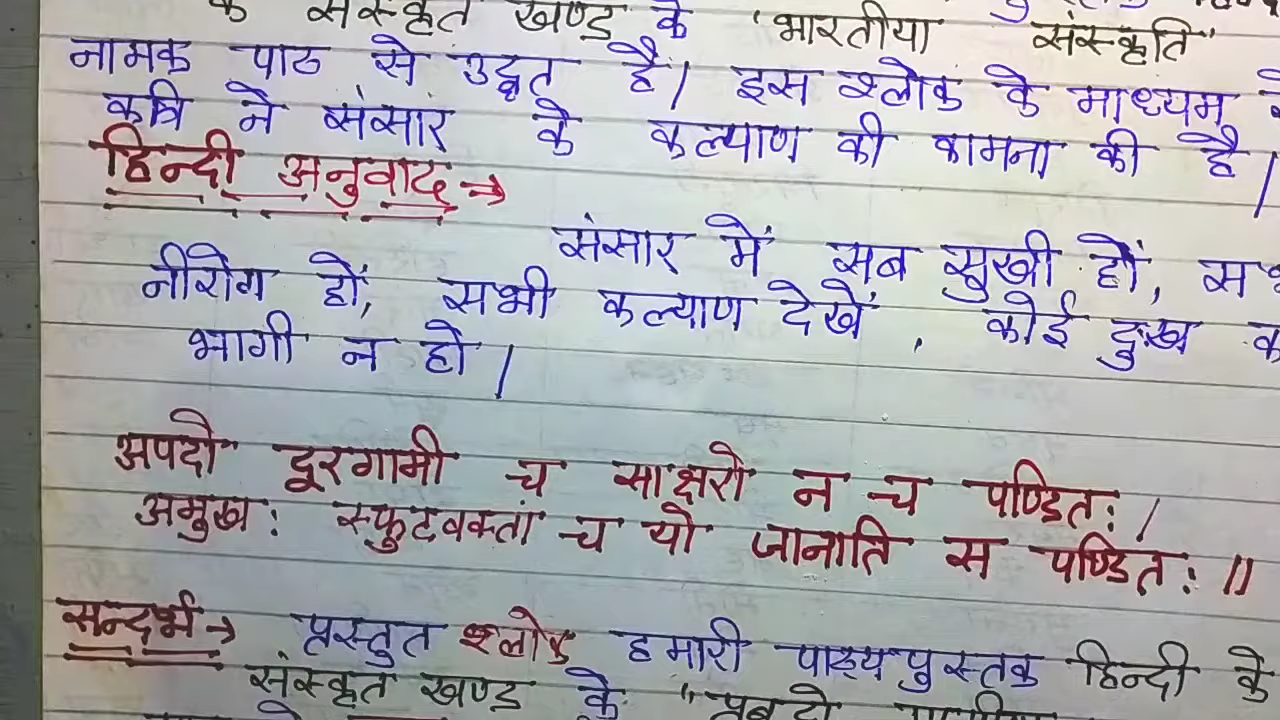 के संस्कृत खण्ड के "भारतीया संस्कृति"
नामक पाठ से उद्धृत है। इस श्लोक के माध्यम
कवि ने संसार के कल्याण की कामना की है।
हिन्दी अनुवाद →
संसार में सब सुखी हों,
नीरोग हों, सभी कल्याण देखें, कोई दुःख
भागी न हो।
अपदो दूरगामी च साक्षरो न च पण्डितः।
अमुखः स्फुटवक्ता च यो जानाति स पण्डितः॥
सन्दर्भ → प्रस्तुत श्लोक हमारी पाठ्यपुस्तक हिन्दी के
संस्कृत खण्ड के